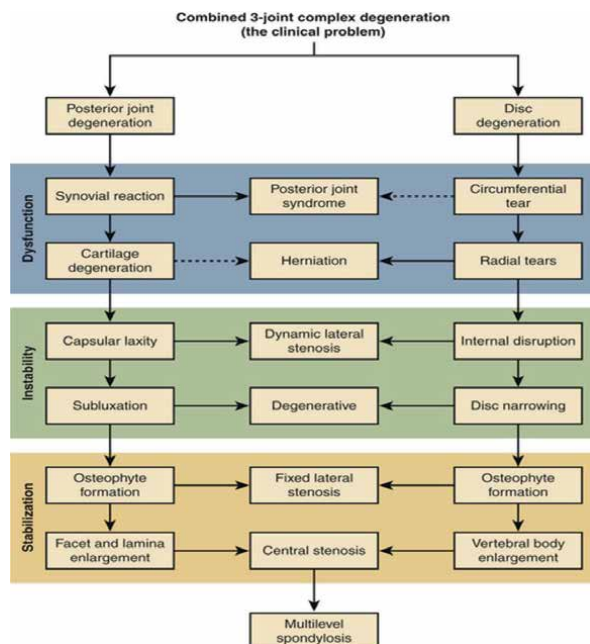 Combined 3-joint complex degeneration
(the clinical problem)
Posterior joint
degeneration
Disc
degeneration
Dysfunction
Synovial reaction
Posterior joint
syndrome
Circumferential
tear
Cartilage
degeneration
Herniation
Radial tears
Instability
Capsular laxity
Dynamic lateral
stenosis
Internal disruption
Subluxation
Degenerative
Disc narrowing
Stabilization
Osteophyte
formation
Fixed lateral
stenosis
Osteophyte
formation
Facet and lamina
enlargement
Central stenosis
Vertebral body
enlargement
Multilevel
spondylosis